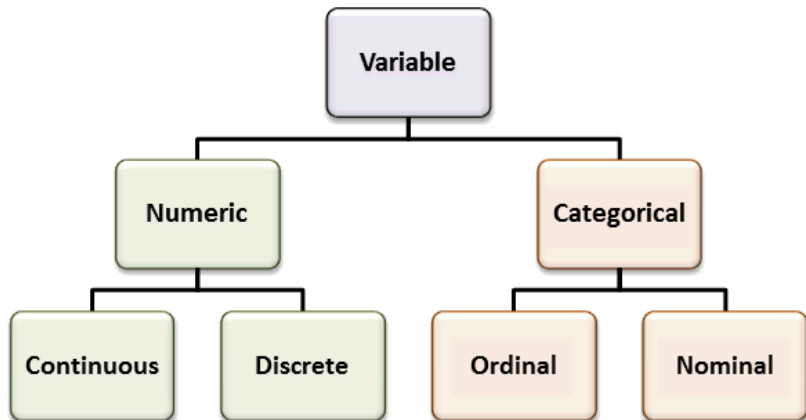 Variable
Numeric
Categorical
Continuous
Discrete
Ordinal
Nominal